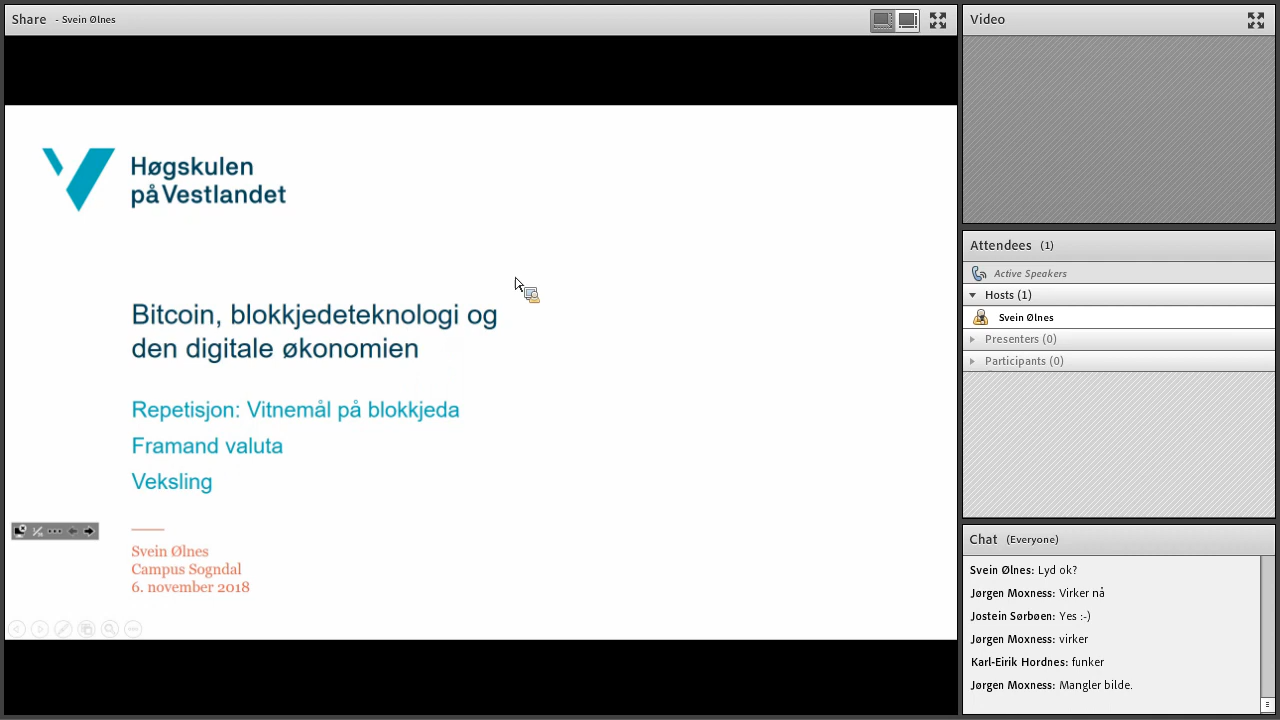 Share - Svein Ølnes
Høgskulen
på Vestlandet
Bitcoin, blokkjedeteknologi og
den digitale økonomien
Repetisjon: Vitnemål på blokkjeda
Framand valuta
Veksling
Svein Ølnes
Campus Sogndal
6. november 2018
Video
Attendees (1)
Active Speakers
Hosts (1)
Svein Ølnes
Presenters (0)
Participants (0)
Chat (Everyone)
Svein Ølnes: Lyd ok?
Jørgen Moxness: Virker nå
Jostein Sørbøen: Yes :-)
Jørgen Moxness: virker
Karl-Eirik Hordnes: funker
Jørgen Moxness: Mangler bilde.